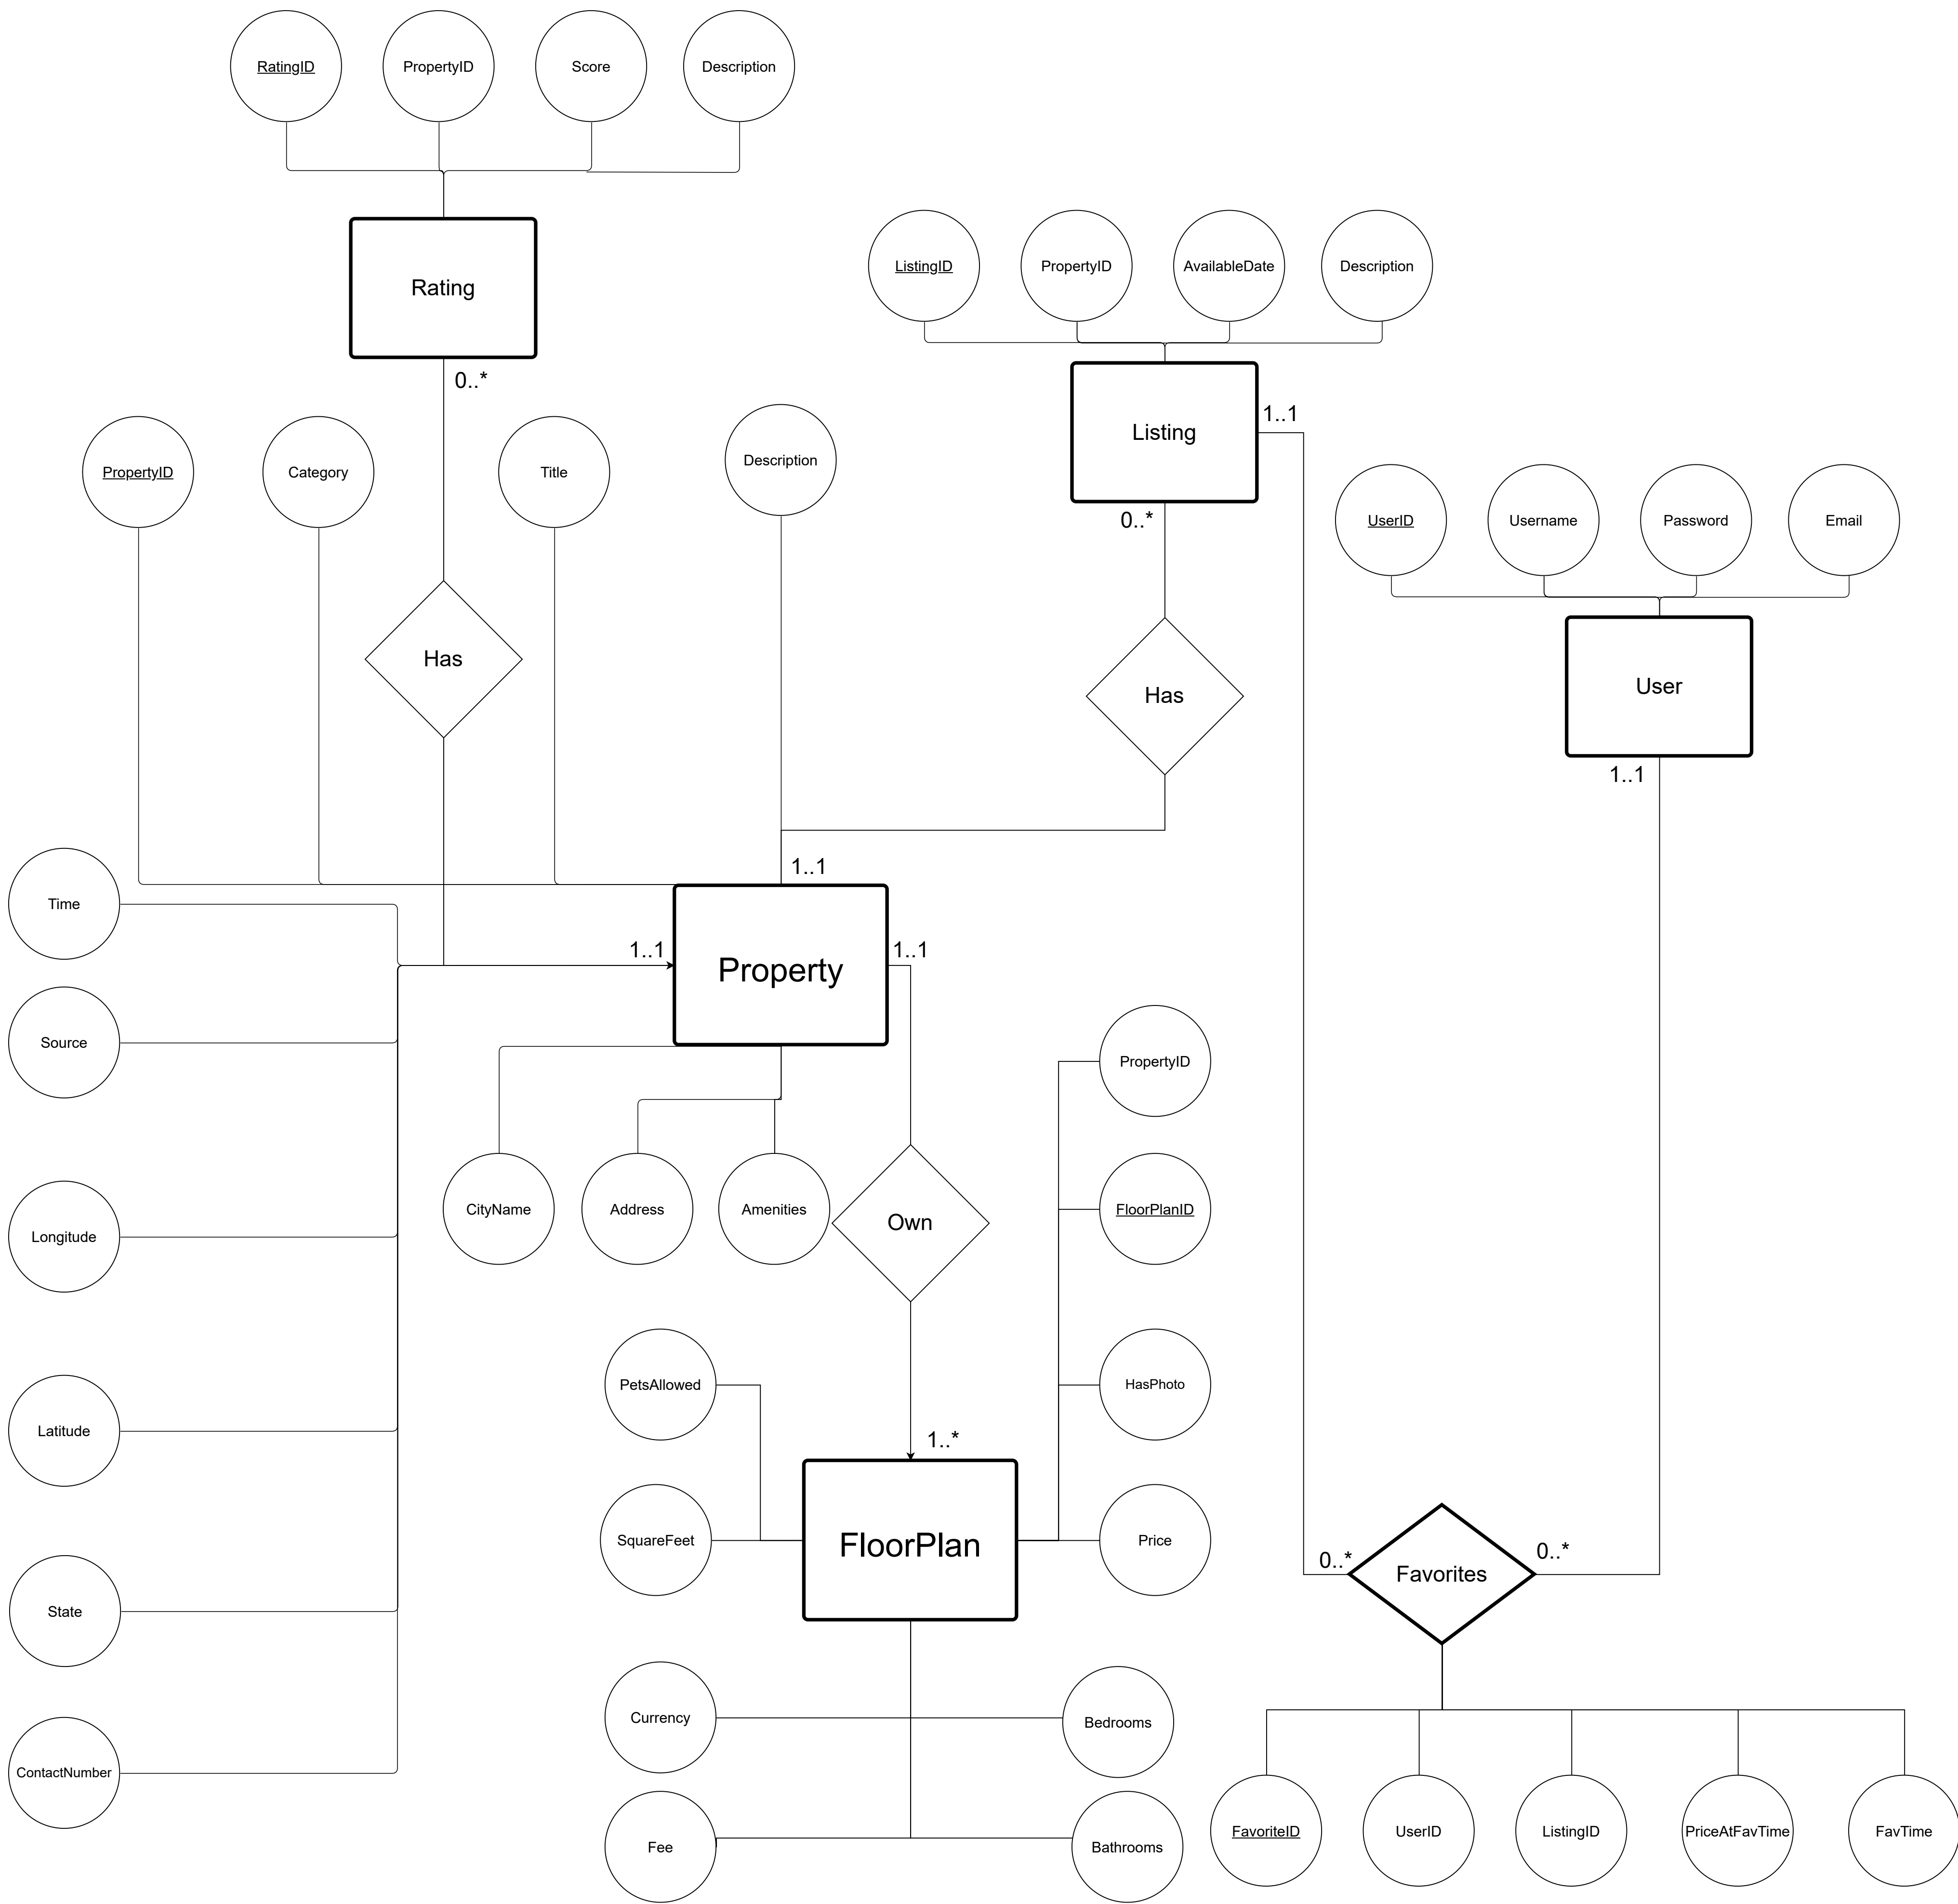 RatingID
PropertyID
Score
Description
Rating
0..*
ListingID
PropertyID
AvailableDate
Description
Listing
1..1
0..*
PropertyID
Category
Title
Description
UserID
Username
Password
Email
Has
Has
User
1..1
1..1
Time
1..1
Property
1..1
Source
PropertyID
CityName
Address
Amenities
Own
FloorPlanID
Longitude
PetsAllowed
HasPhoto
Latitude
1..*
SquareFeet
FloorPlan
Price
0..*
Favorites
0..*
State
Currency
Bedrooms
ContactNumber
Fee
Bathrooms
FavoriteID
UserID
ListingID
PriceAtFavTime
FavTime